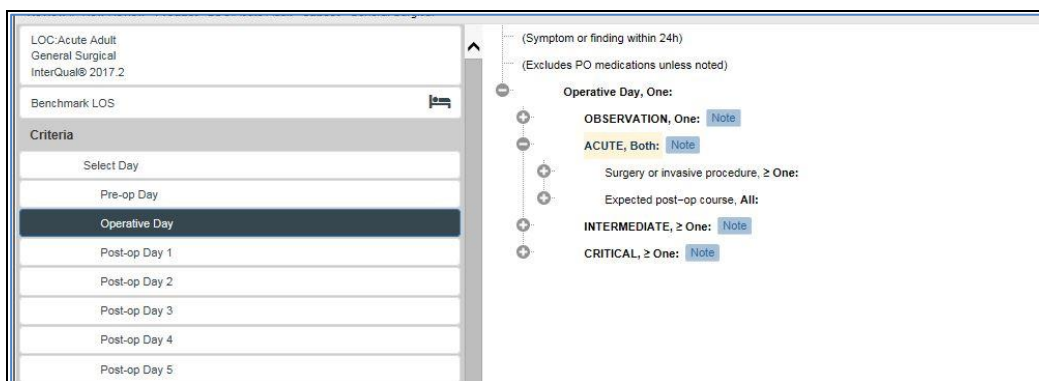 LOC:Acute Adult
General Surgical
InterQual® 2017.2
Benchmark LOS
Criteria
Select Day
Pre-op Day
Operative Day
Post-op Day 1
Post-op Day 2
Post-op Day 3
Post-op Day 4
Post-op Day 5
(Symptom or finding within 24h)
(Excludes PO medications unless noted)
Operative Day, One:
OBSERVATION, One: Note
ACUTE, Both: Note
Surgery or invasive procedure, ≥ One:
Expected post-op course, All:
INTERMEDIATE, ≥ One: Note
CRITICAL, ≥ One: Note